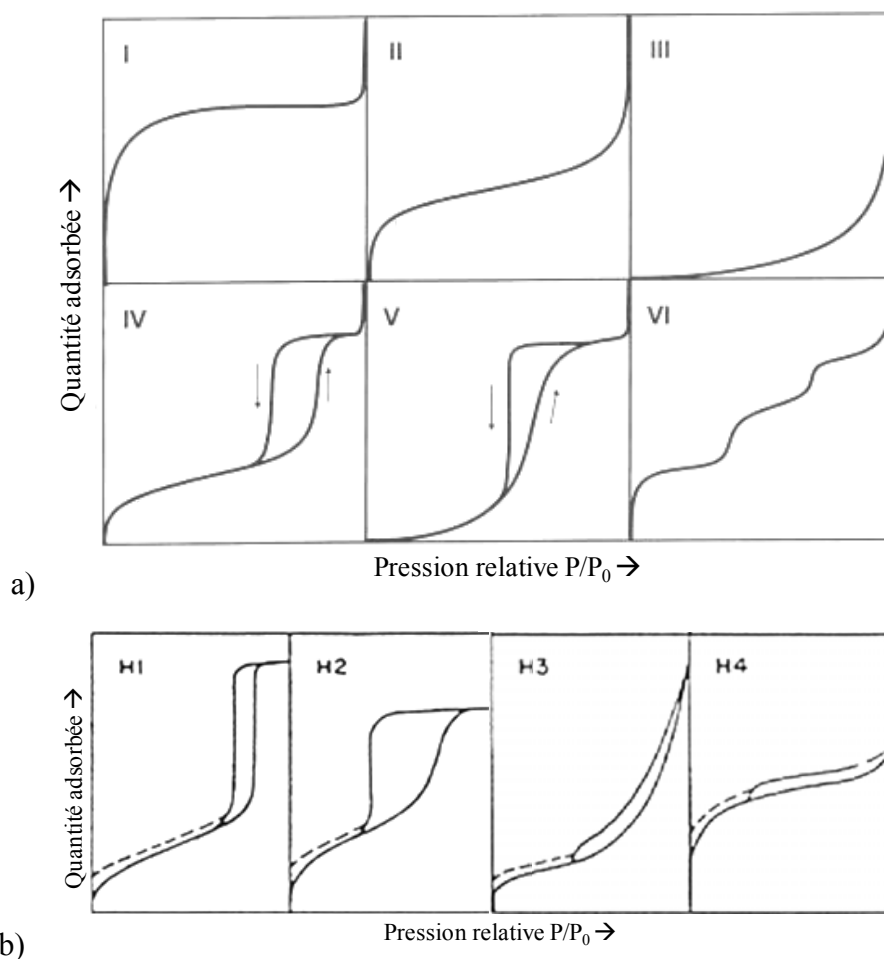 I II III
Quantité adsorbée →
IV V VI
Pression relative P/P₀ →
a)
H1 H2 H3 H4
Quantité adsorbée →
Pression relative P/P₀ →
b)